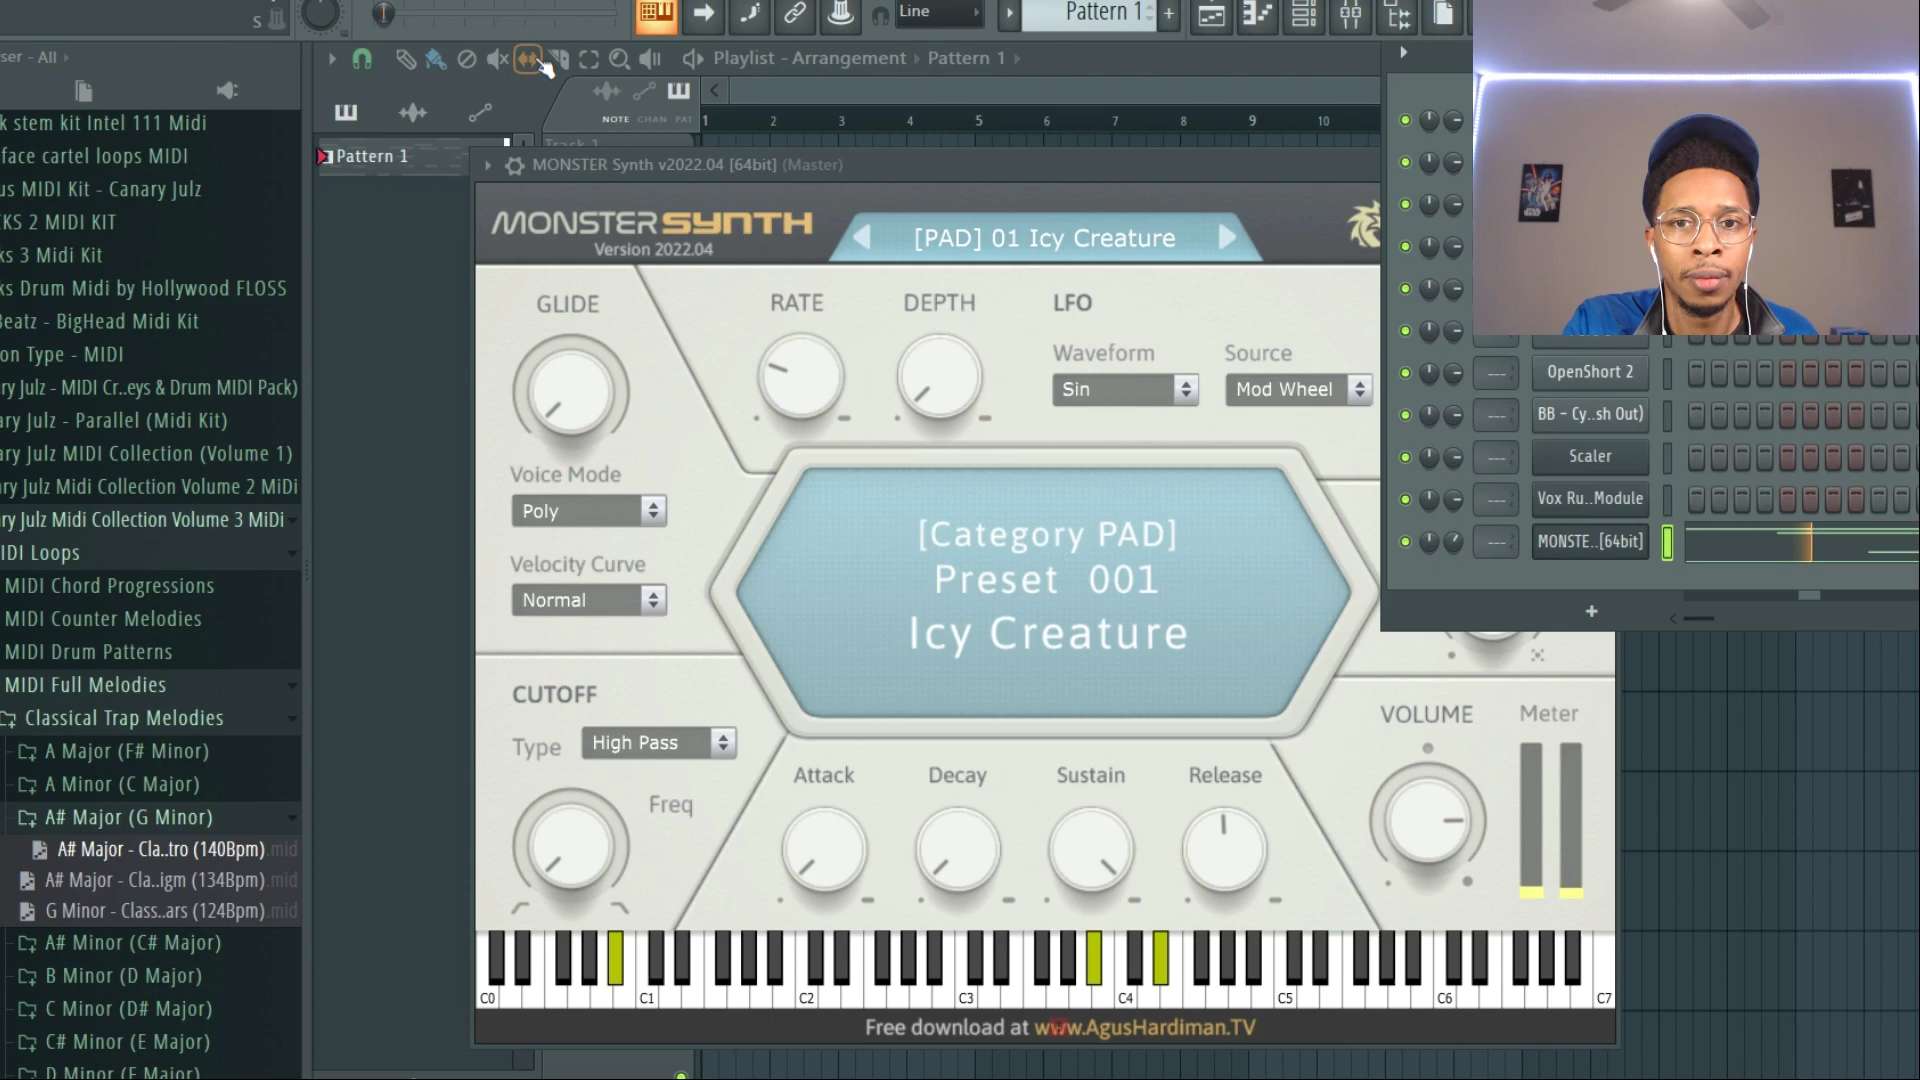 S
Line
Pattern 1
ser - All
Playlist - Arrangement
Pattern 1
NOTE CHAN PAT
1 2 3 4 5 6 7 8 9 10
Track 1
k stem kit Intel 111 Midi
face cartel loops MIDI
us MIDI Kit - Canary Julz
KS 2 MIDI KIT
ks 3 Midi Kit
ks Drum Midi by Hollywood FLOSS
Beatz - BigHead Midi Kit
on Type - MIDI
ry Julz - MIDI Cr..eys & Drum MIDI Pack)
ary Julz - Parallel (Midi Kit)
ary Julz MIDI Collection (Volume 1)
ry Julz Midi Collection Volume 2 MiDi
ry Julz Midi Collection Volume 3 MiDi
IDI Loops
MIDI Chord Progressions
MIDI Counter Melodies
MIDI Drum Patterns
MIDI Full Melodies
Classical Trap Melodies
A Major (F# Minor)
A Minor (C Major)
A# Major (G Minor)
A# Major - Cla..tro (140Bpm).mid
A# Major - Cla..igm (134Bpm).mid
G Minor - Class..ars (124Bpm).mid
A# Minor (C# Major)
B Minor (D Major)
C Minor (D# Major)
C# Minor (E Major)
D Minor (F Major)
Pattern 1
MONSTER Synth v2022.04 [64bit] (Master)
MONSTER SYNTH
Version 2022.04
[PAD] 01 Icy Creature
GLIDE
RATE
DEPTH
LFO
Waveform
Source
Sin
Mod Wheel
Voice Mode
Poly
Velocity Curve
Normal
[Category PAD]
Preset 001
Icy Creature
CUTOFF
Type
High Pass
Freq
Attack
Decay
Sustain
Release
VOLUME
Meter
C0 C1 C2 C3 C4 C5 C6 C7
Free download at www.AgusHardiman.TV
--- OpenShort 2
--- BB - Cy..sh Out)
--- Scaler
--- Vox Ru..Module
--- MONSTE..[64bit]
+
STAR WARS